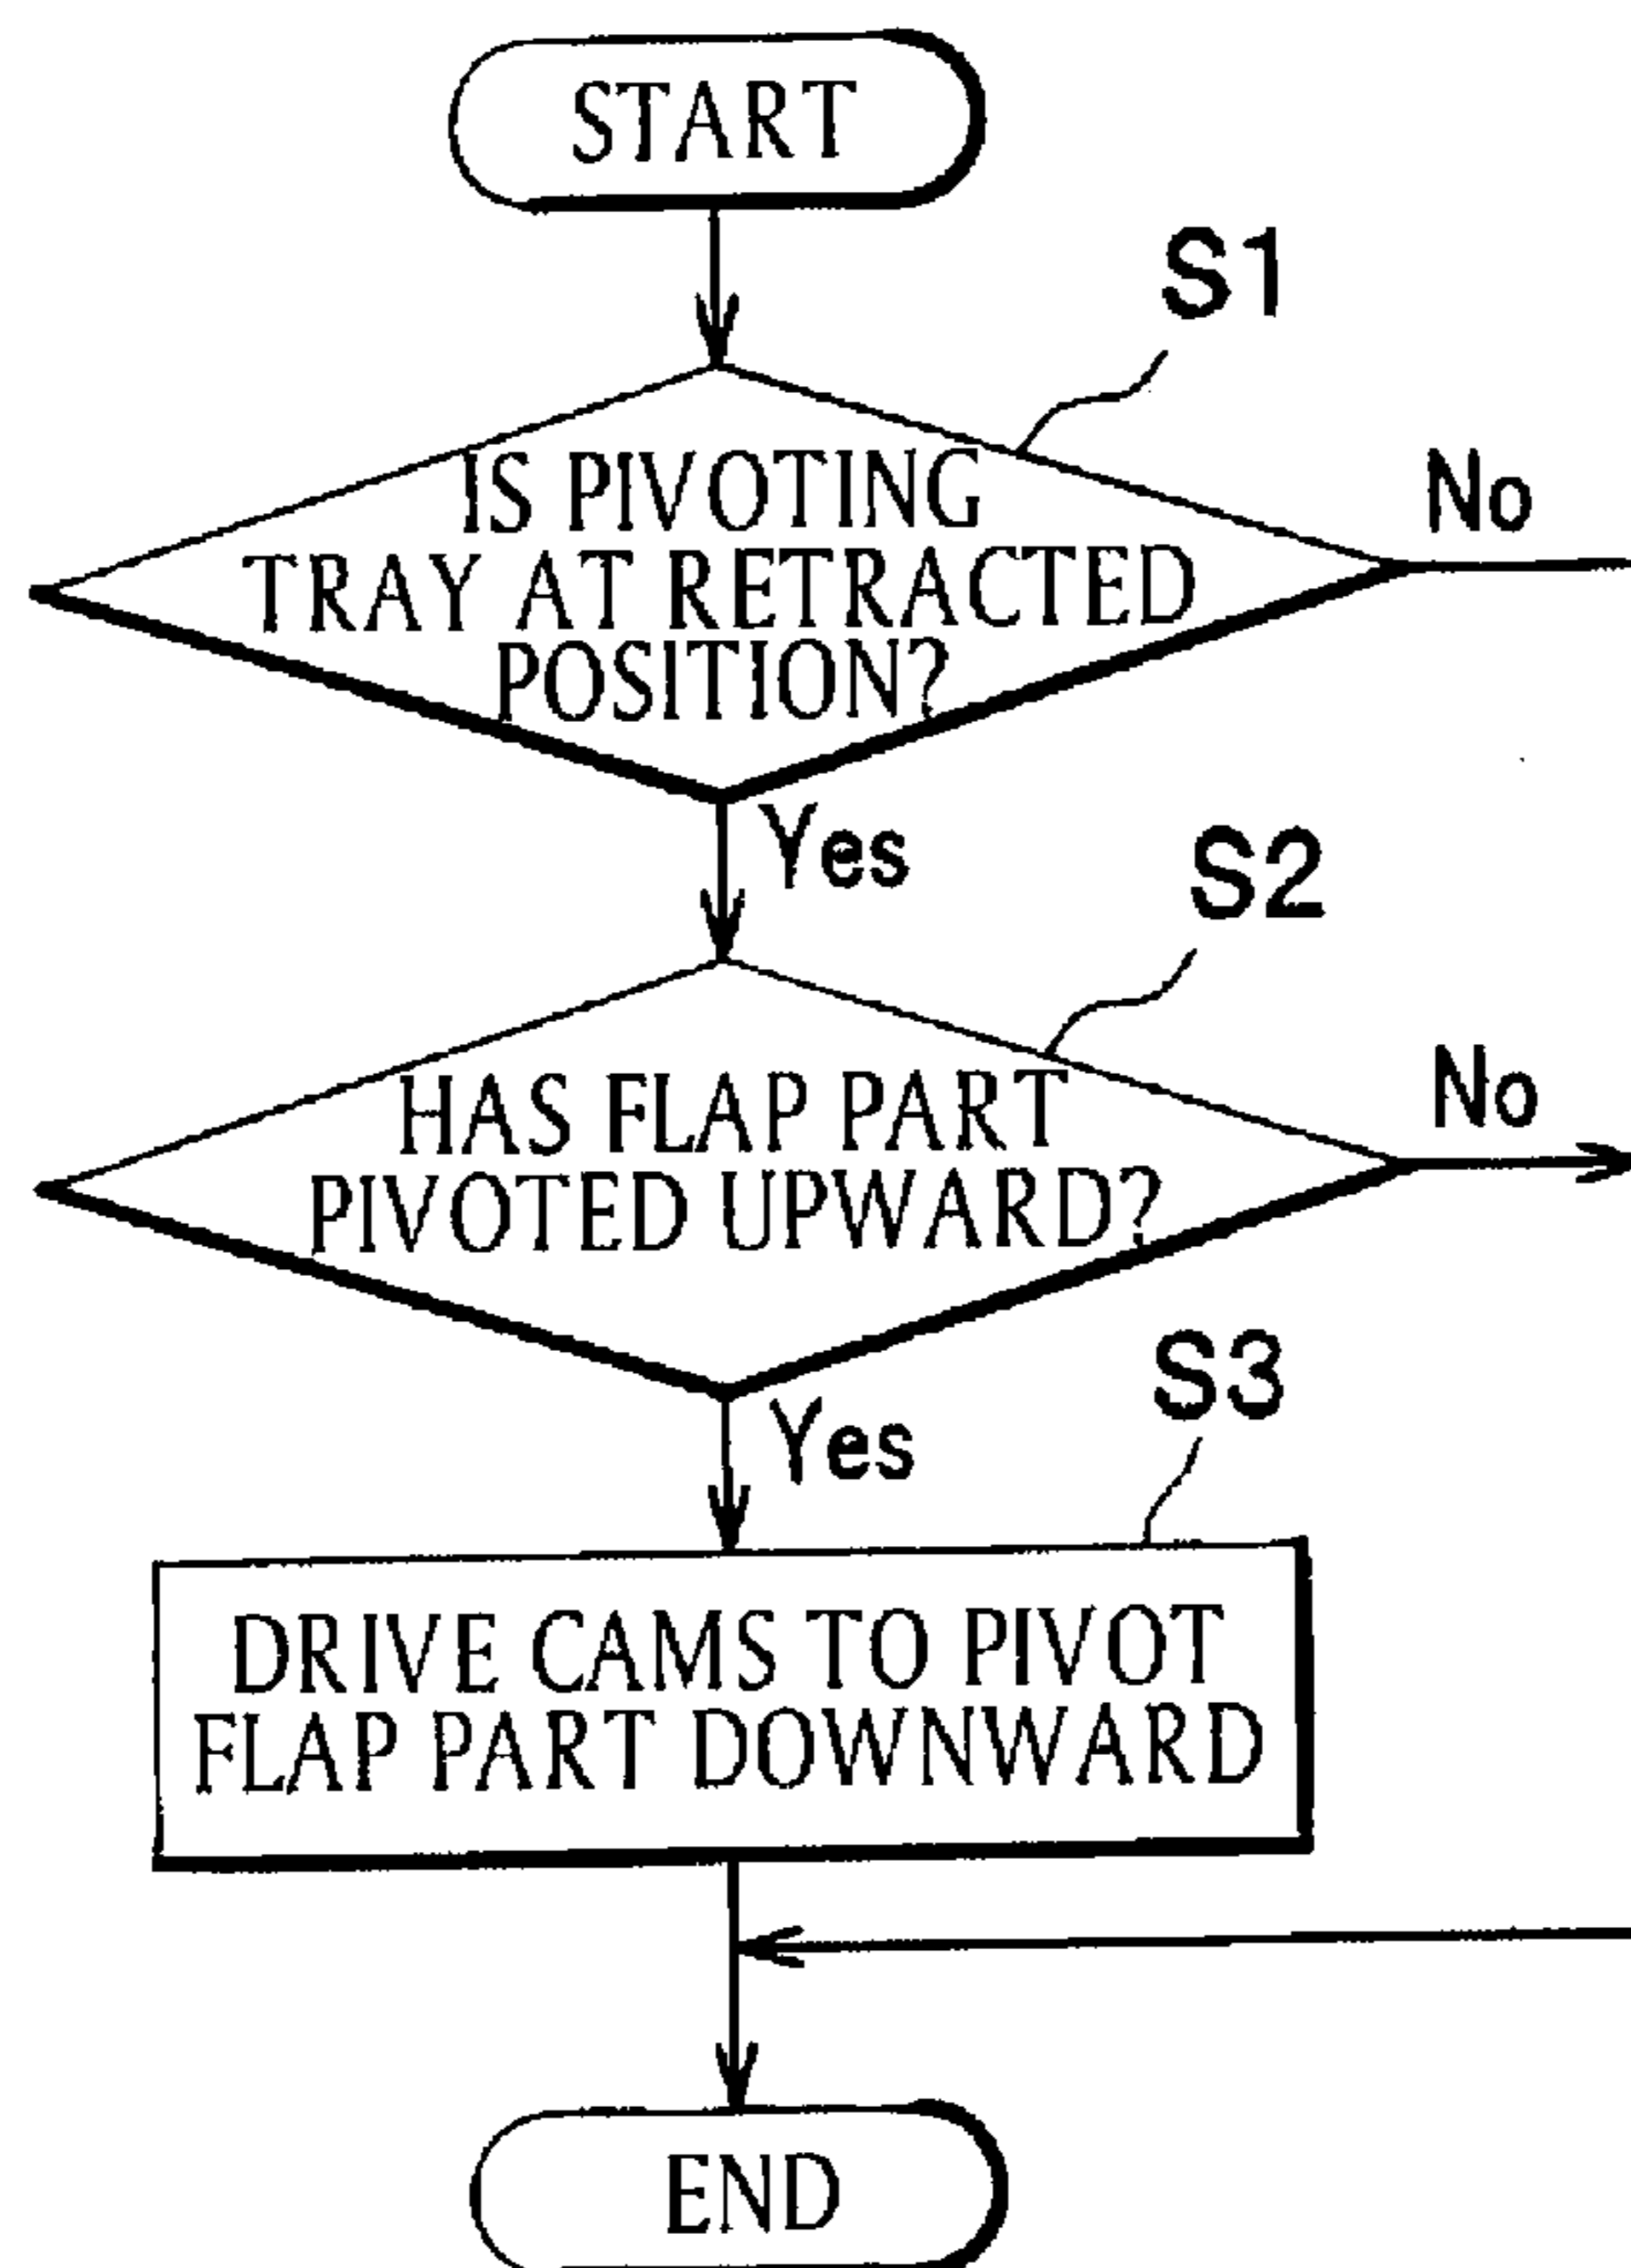 START
S1
IS PIVOTING
TRAY AT RETRACTED
POSITION?
No
Yes
S2
HAS FLAP PART
PIVOTED UPWARD?
No
Yes
S3
DRIVE CAMS TO PIVOT
FLAP PART DOWNWARD
END